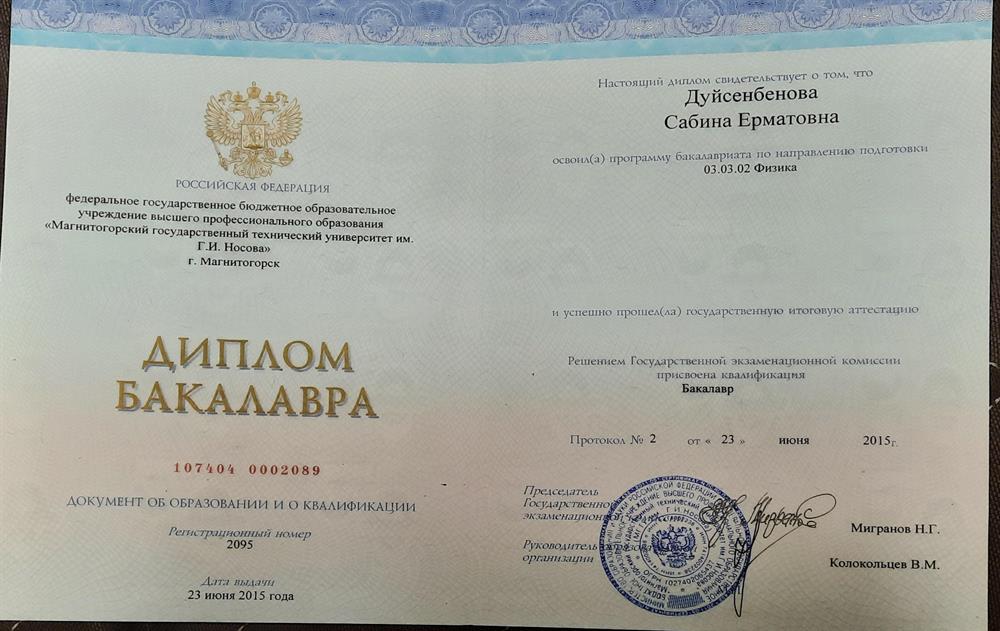 РОССИЙСКАЯ ФЕДЕРАЦИЯ
федеральное государственное бюджетное образовательное
учреждение высшего профессионального образования
«Магнитогорский государственный технический университет им.
Г.И. Носова»
г. Магнитогорск
ДИПЛОМ
БАКАЛАВРА
107404 0002089
ДОКУМЕНТ ОБ ОБРАЗОВАНИИ И О КВАЛИФИКАЦИИ
Регистрационный номер
2095
Дата выдачи
23 июня 2015 года
Настоящий диплом свидетельствует о том, что
Дуйсенбенова
Сабина Ерматовна
освоил(а) программу бакалавриата по направлению подготовки
03.03.02 Физика
и успешно прошел(ла) государственную итоговую аттестацию
Решением Государственной экзаменационной комиссии
присвоена квалификация
Бакалавр
Протокол № 2 от « 23 » июня 2015г.
Председатель
Государственно
экзаменационно
Мигранов Н.Г.
Руководитель образова
организации
Колокольцев В.М.